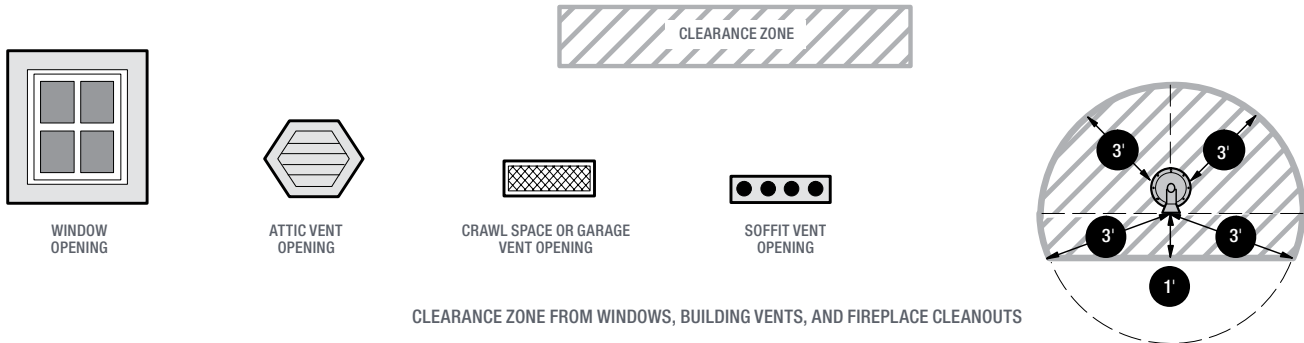 CLEARANCE ZONE
WINDOW
OPENING
ATTIC VENT
OPENING
CRAWL SPACE OR GARAGE
VENT OPENING
SOFFIT VENT
OPENING
3'
3'
3'
3'
1'
CLEARANCE ZONE FROM WINDOWS, BUILDING VENTS, AND FIREPLACE CLEANOUTS